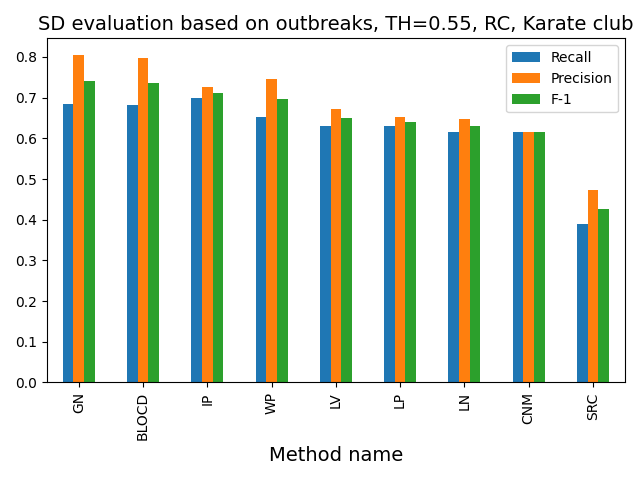 SD evaluation based on outbreaks, TH=0.55, RC, Karate club
Recall
Precision
F-1
0.8
0.7
0.6
0.5
0.4
0.3
0.2
0.1
0.0
GN
BLOCD
IP
WP
LV
LP
LN
CNM
SRC
Method name